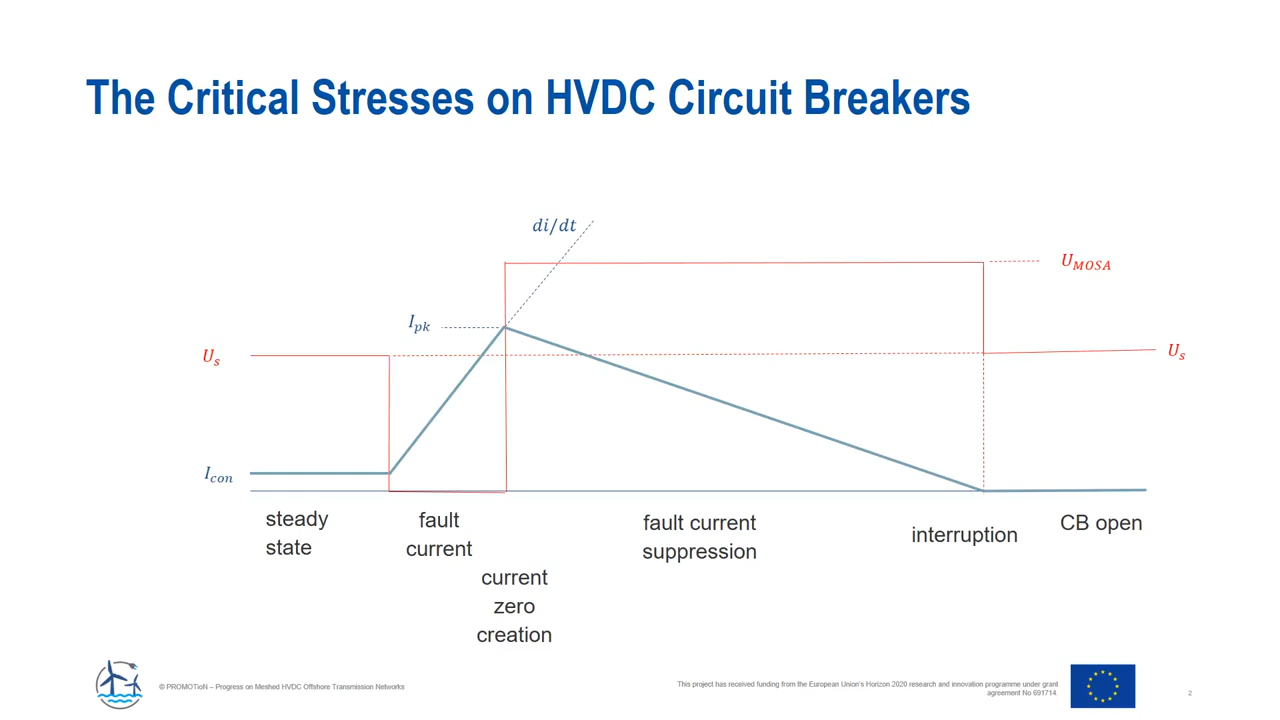 The Critical Stresses on HVDC Circuit Breakers
di/dt
U_MOSA
I_pk
U_s
U_s
I_con
steady
state
fault
current
current
zero
creation
fault current
suppression
interruption
CB open
© PROMOTioN – Progress on Meshed HVDC Offshore Transmission Networks
This project has received funding from the European Union's Horizon 2020 research and innovation programme under grant
agreement No 691714.
2